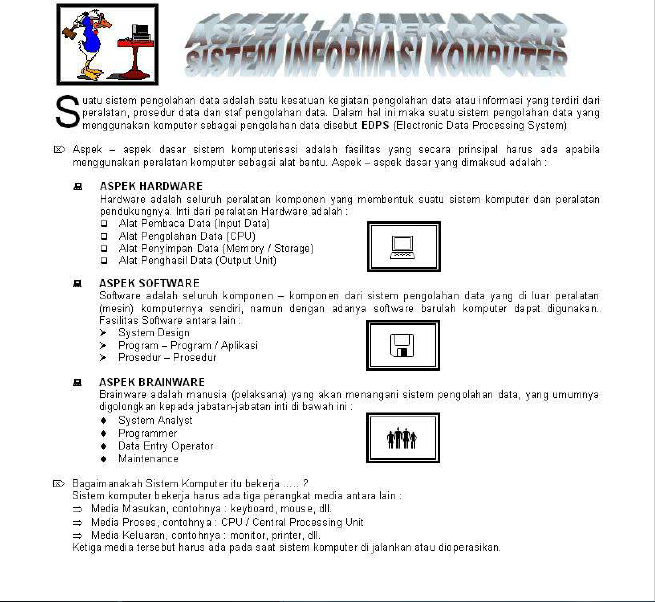 ASPEK - ASPEK DASAR
SISTEM INFORMASI KOMPUTER
Suatu sistem pengolahan data adalah satu kesatuan kegiatan pengolahan data atau informasi yang terdiri dari
peralatan, prosedur data dan staf pengolahan data. Dalam hal ini maka suatu sistem pengolahan data yang
menggunakan komputer sebagai pengolahan data disebut EDPS (Electronic Data Processing System)
Aspek – aspek dasar sistem komputerisasi adalah fasilitas yang secara prinsipal harus ada apabila
menggunakan peralatan komputer sebagai alat bantu. Aspek – aspek dasar yang dimaksud adalah :
ASPEK HARDWARE
Hardware adalah seluruh peralatan komponen yang membentuk suatu sistem komputer dan peralatan
pendukungnya. Inti dari peralatan Hardware adalah :
❑ Alat Pembaca Data (Input Data)
❑ Alat Pengolahan Data (CPU)
❑ Alat Penyimpan Data (Memory / Storage)
❑ Alat Penghasil Data (Output Unit)
ASPEK SOFTWARE
Software adalah seluruh komponen – komponen dari sistem pengolahan data yang di luar peralatan
(mesin) komputernya sendiri, namun dengan adanya software barulah komputer dapat digunakan.
Fasilitas Software antara lain :
➢ System Design
➢ Program – Program / Aplikasi
➢ Prosedur – Prosedur
ASPEK BRAINWARE
Brainware adalah manusia (pelaksana) yang akan menangani sistem pengolahan data, yang umumnya
digolongkan kepada jabatan-jabatan inti di bawah ini :
♦ System Analyst
♦ Programmer
♦ Data Entry Operator
♦ Maintenance
Bagaimanakah Sistem Komputer itu bekerja ..... ?
Sistem komputer bekerja harus ada tiga perangkat media antara lain :
⇒ Media Masukan, contohnya : keyboard, mouse, dll.
⇒ Media Proses, contohnya : CPU / Central Processing Unit
⇒ Media Keluaran, contohnya : monitor, printer, dll.
Ketiga media tersebut harus ada pada saat sistem komputer di jalankan atau dioperasikan.